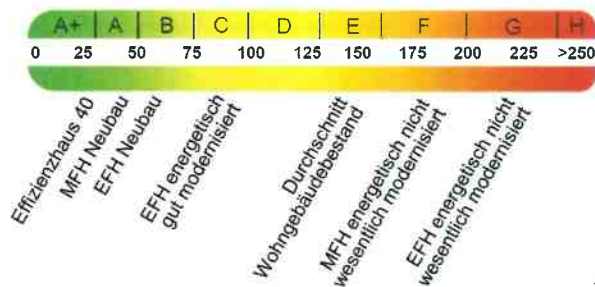 A+ A B C D E F G H
0 25 50 75 100 125 150 175 200 225 >250
Effizienzhaus 40
MFH Neubau
EFH Neubau
EFH energetisch
gut modernisiert
Durchschnitt
Wohngebäudebestand
MFH energetisch nicht
wesentlich modernisiert
EFH energetisch nicht
wesentlich modernisiert